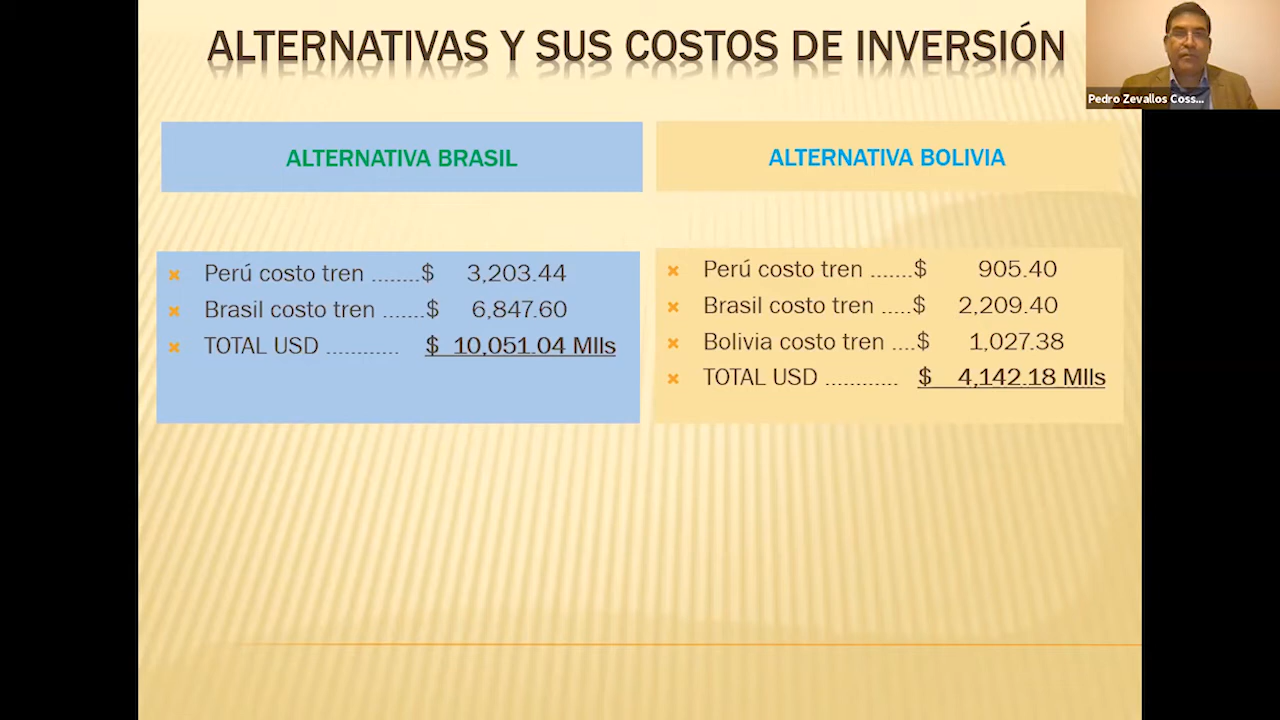 ALTERNATIVAS Y SUS COSTOS DE INVERSIÓN
Pedro Zevallos Coss...
ALTERNATIVA BRASIL
Perú costo tren ........$ 3,203.44
Brasil costo tren .......$ 6,847.60
TOTAL USD ............ $ 10,051.04 Mlls
ALTERNATIVA BOLIVIA
Perú costo tren .......$ 905.40
Brasil costo tren .....$ 2,209.40
Bolivia costo tren ....$ 1,027.38
TOTAL USD ............ $ 4,142.18 Mlls